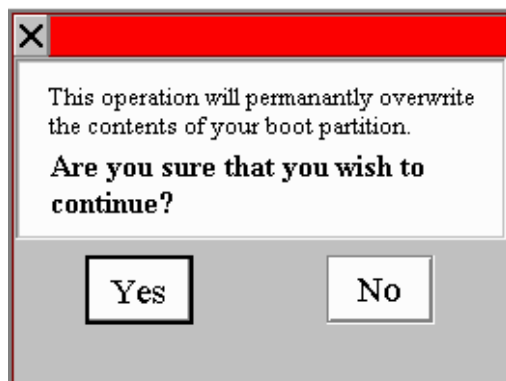 This operation will permanantly overwrite
the contents of your boot partition.
Are you sure that you wish to
continue?
Yes No